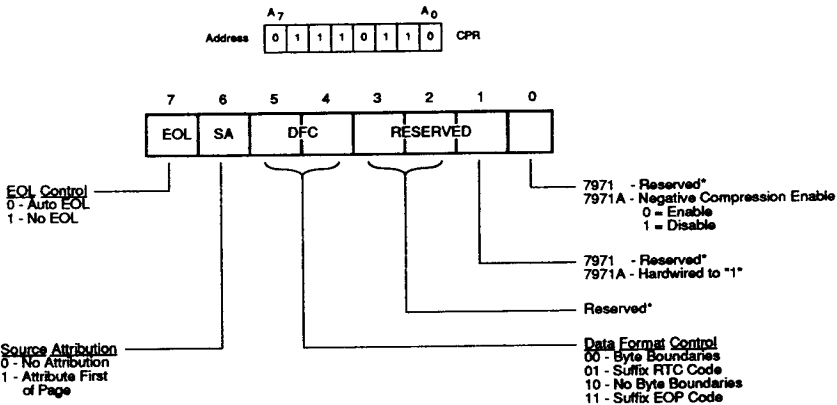 A7 A0
Address 0 1 1 1 0 1 1 0 CPR
7 6 5 4 3 2 1 0
EOL SA DFC RESERVED
EOL Control
0 - Auto EOL
1 - No EOL
7971 - Reserved*
7971A - Negative Compression Enable
0 = Enable
1 = Disable
7971 - Reserved*
7971A - Hardwired to "1"
Reserved*
Source Attribution
0 - No Attribution
1 - Attribute First
of Page
Data Format Control
00 - Byte Boundaries
01 - Suffix RTC Code
10 - No Byte Boundaries
11 - Suffix EOP Code